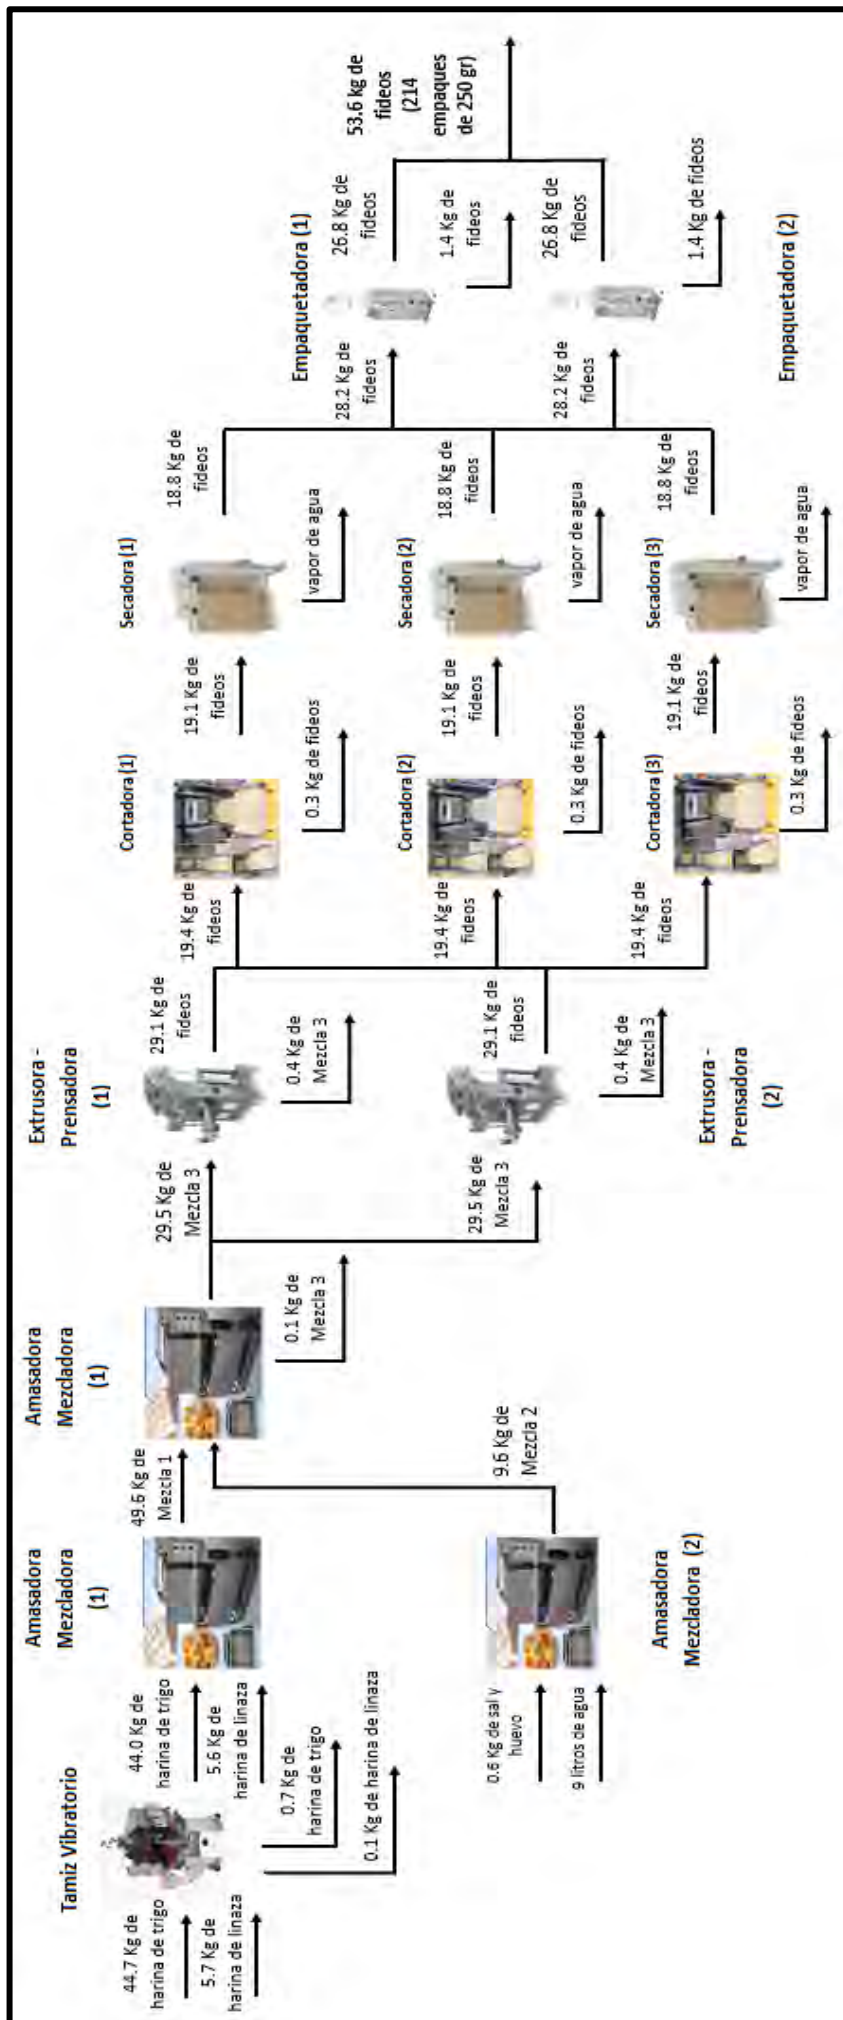 Tamiz Vibratorio
44.7 Kg de
harina de trigo
5.7 Kg de
harina de linaza
44.0 Kg de
harina de trigo
5.6 Kg de
harina de linaza
0.7 Kg de
harina de trigo
0.1 Kg de harina de linaza
Amasadora
Mezcladora
(1)
49.6 Kg de
Mezcla 1
0.6 Kg de sal y
huevo
9 litros de agua
Amasadora
Mezcladora (2)
9.6 Kg de
Mezcla 2
Amasadora
Mezcladora
(1)
0.1 Kg de
Mezcla 3
29.5 Kg de
Mezcla 3
29.5 Kg de
Mezcla 3
Extrusora -
Prensadora
(1)
29.1 Kg de
fideos
0.4 Kg de
Mezcla 3
29.1 Kg de
fideos
0.4 Kg de
Mezcla 3
Extrusora -
Prensadora
(2)
19.4 Kg de
fideos
19.4 Kg de
fideos
19.4 Kg de
fideos
Cortadora (1)
0.3 Kg de fideos
Cortadora (2)
0.3 Kg de fideos
Cortadora (3)
0.3 Kg de fideos
19.1 Kg de
fideos
19.1 Kg de
fideos
19.1 Kg de
fideos
Secadora (1)
vapor de agua
Secadora (2)
vapor de agua
Secadora (3)
vapor de agua
18.8 Kg de
fideos
18.8 Kg de
fideos
18.8 Kg de
fideos
28.2 Kg de
fideos
28.2 Kg de
fideos
Empaquetadora (1)
26.8 Kg de
fideos
1.4 Kg de
fideos
26.8 Kg de
fideos
1.4 Kg de fideos
Empaquetadora (2)
53.6 kg de
fideos
(214
empaques
de 250 gr)